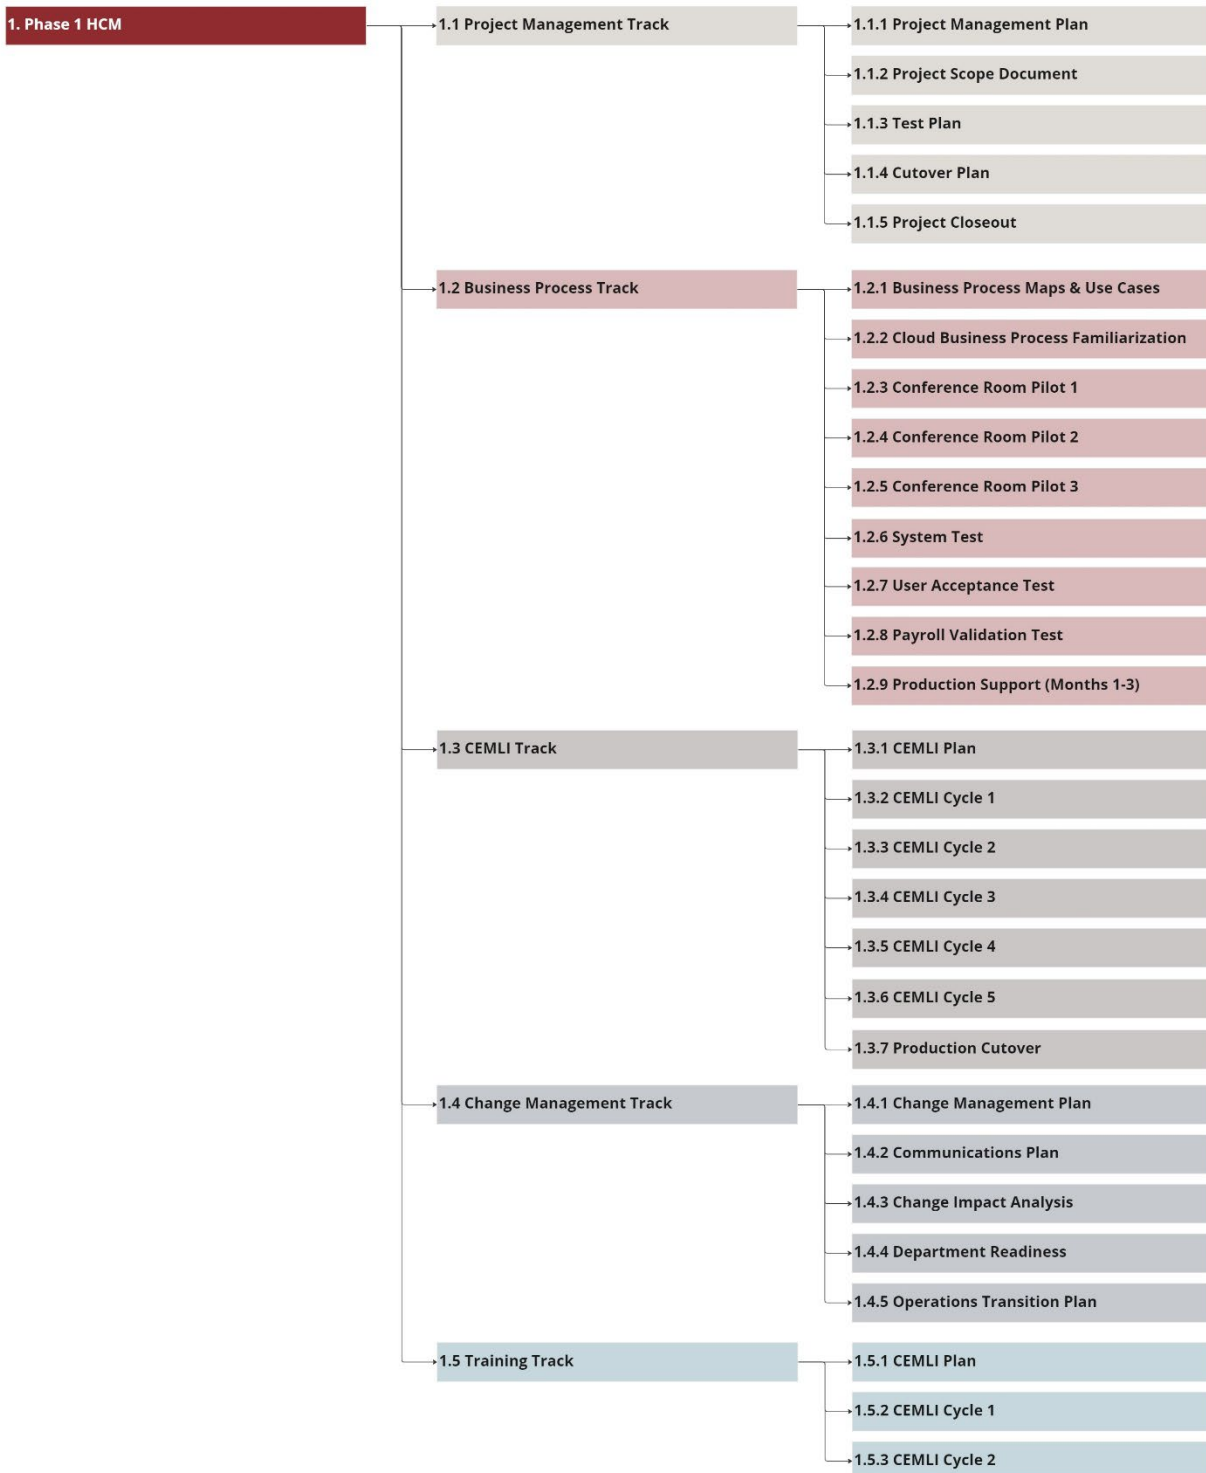 1. Phase 1 HCM
1.1 Project Management Track
1.1.1 Project Management Plan
1.1.2 Project Scope Document
1.1.3 Test Plan
1.1.4 Cutover Plan
1.1.5 Project Closeout
1.2 Business Process Track
1.2.1 Business Process Maps & Use Cases
1.2.2 Cloud Business Process Familiarization
1.2.3 Conference Room Pilot 1
1.2.4 Conference Room Pilot 2
1.2.5 Conference Room Pilot 3
1.2.6 System Test
1.2.7 User Acceptance Test
1.2.8 Payroll Validation Test
1.2.9 Production Support (Months 1-3)
1.3 CEMLI Track
1.3.1 CEMLI Plan
1.3.2 CEMLI Cycle 1
1.3.3 CEMLI Cycle 2
1.3.4 CEMLI Cycle 3
1.3.5 CEMLI Cycle 4
1.3.6 CEMLI Cycle 5
1.3.7 Production Cutover
1.4 Change Management Track
1.4.1 Change Management Plan
1.4.2 Communications Plan
1.4.3 Change Impact Analysis
1.4.4 Department Readiness
1.4.5 Operations Transition Plan
1.5 Training Track
1.5.1 CEMLI Plan
1.5.2 CEMLI Cycle 1
1.5.3 CEMLI Cycle 2